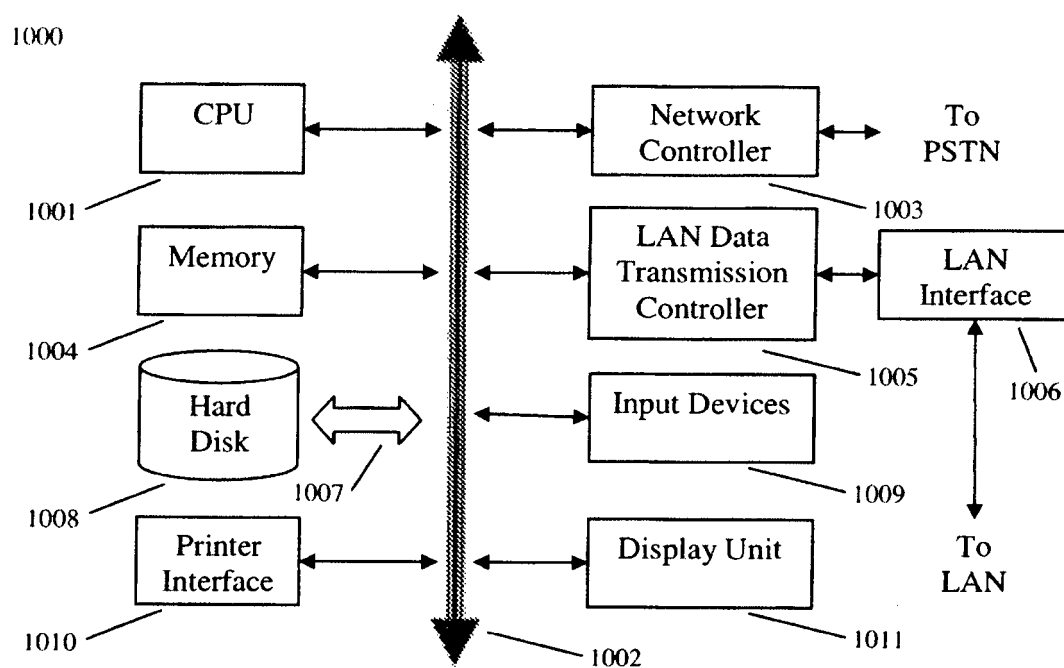 1000
CPU
1001
Network
Controller
1003
To
PSTN
Memory
1004
LAN Data
Transmission
Controller
1005
LAN
Interface
1006
Hard
Disk
1008
1007
Input Devices
1009
Printer
Interface
1010
Display Unit
1011
To
LAN
1002